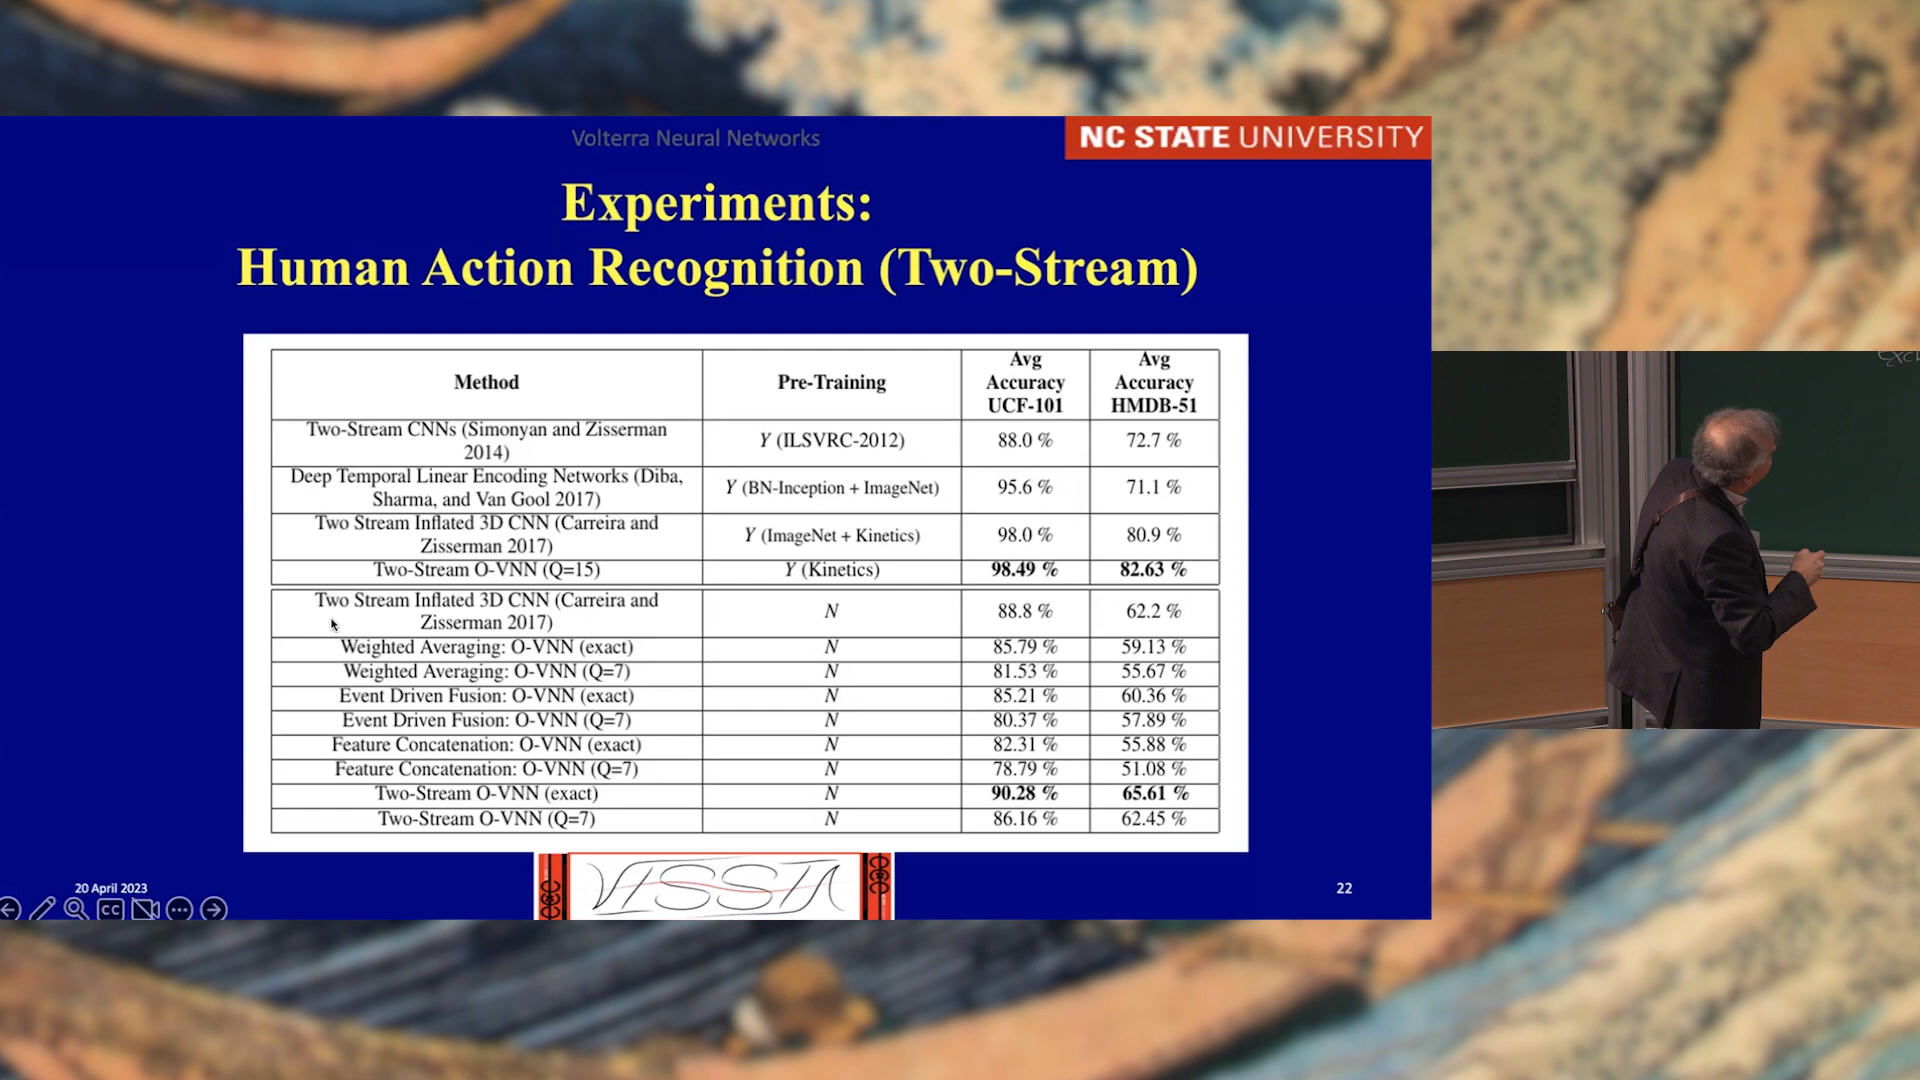 Volterra Neural Networks
NC STATE UNIVERSITY
Experiments:
Human Action Recognition (Two-Stream)
Method Pre-Training Avg Accuracy UCF-101 Avg Accuracy HMDB-51
Two-Stream CNNs (Simonyan and Zisserman 2014) Y (ILSVRC-2012) 88.0 % 72.7 %
Deep Temporal Linear Encoding Networks (Diba, Sharma, and Van Gool 2017) Y (BN-Inception + ImageNet) 95.6 % 71.1 %
Two Stream Inflated 3D CNN (Carreira and Zisserman 2017) Y (ImageNet + Kinetics) 98.0 % 80.9 %
Two-Stream O-VNN (Q=15) Y (Kinetics) 98.49 % 82.63 %
Two Stream Inflated 3D CNN (Carreira and Zisserman 2017) N 88.8 % 62.2 %
Weighted Averaging: O-VNN (exact) N 85.79 % 59.13 %
Weighted Averaging: O-VNN (Q=7) N 81.53 % 55.67 %
Event Driven Fusion: O-VNN (exact) N 85.21 % 60.36 %
Event Driven Fusion: O-VNN (Q=7) N 80.37 % 57.89 %
Feature Concatenation: O-VNN (exact) N 82.31 % 55.88 %
Feature Concatenation: O-VNN (Q=7) N 78.79 % 51.08 %
Two-Stream O-VNN (exact) N 90.28 % 65.61 %
Two-Stream O-VNN (Q=7) N 86.16 % 62.45 %
VISSTA
20 April 2023
CC
22